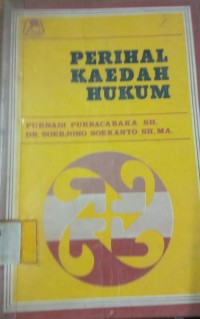 PERIHAL
KAEDAH
HUKUM
PURNADI PURBACARAKA SH.
DR. SOERJONO SOEKANTO SH, MA.